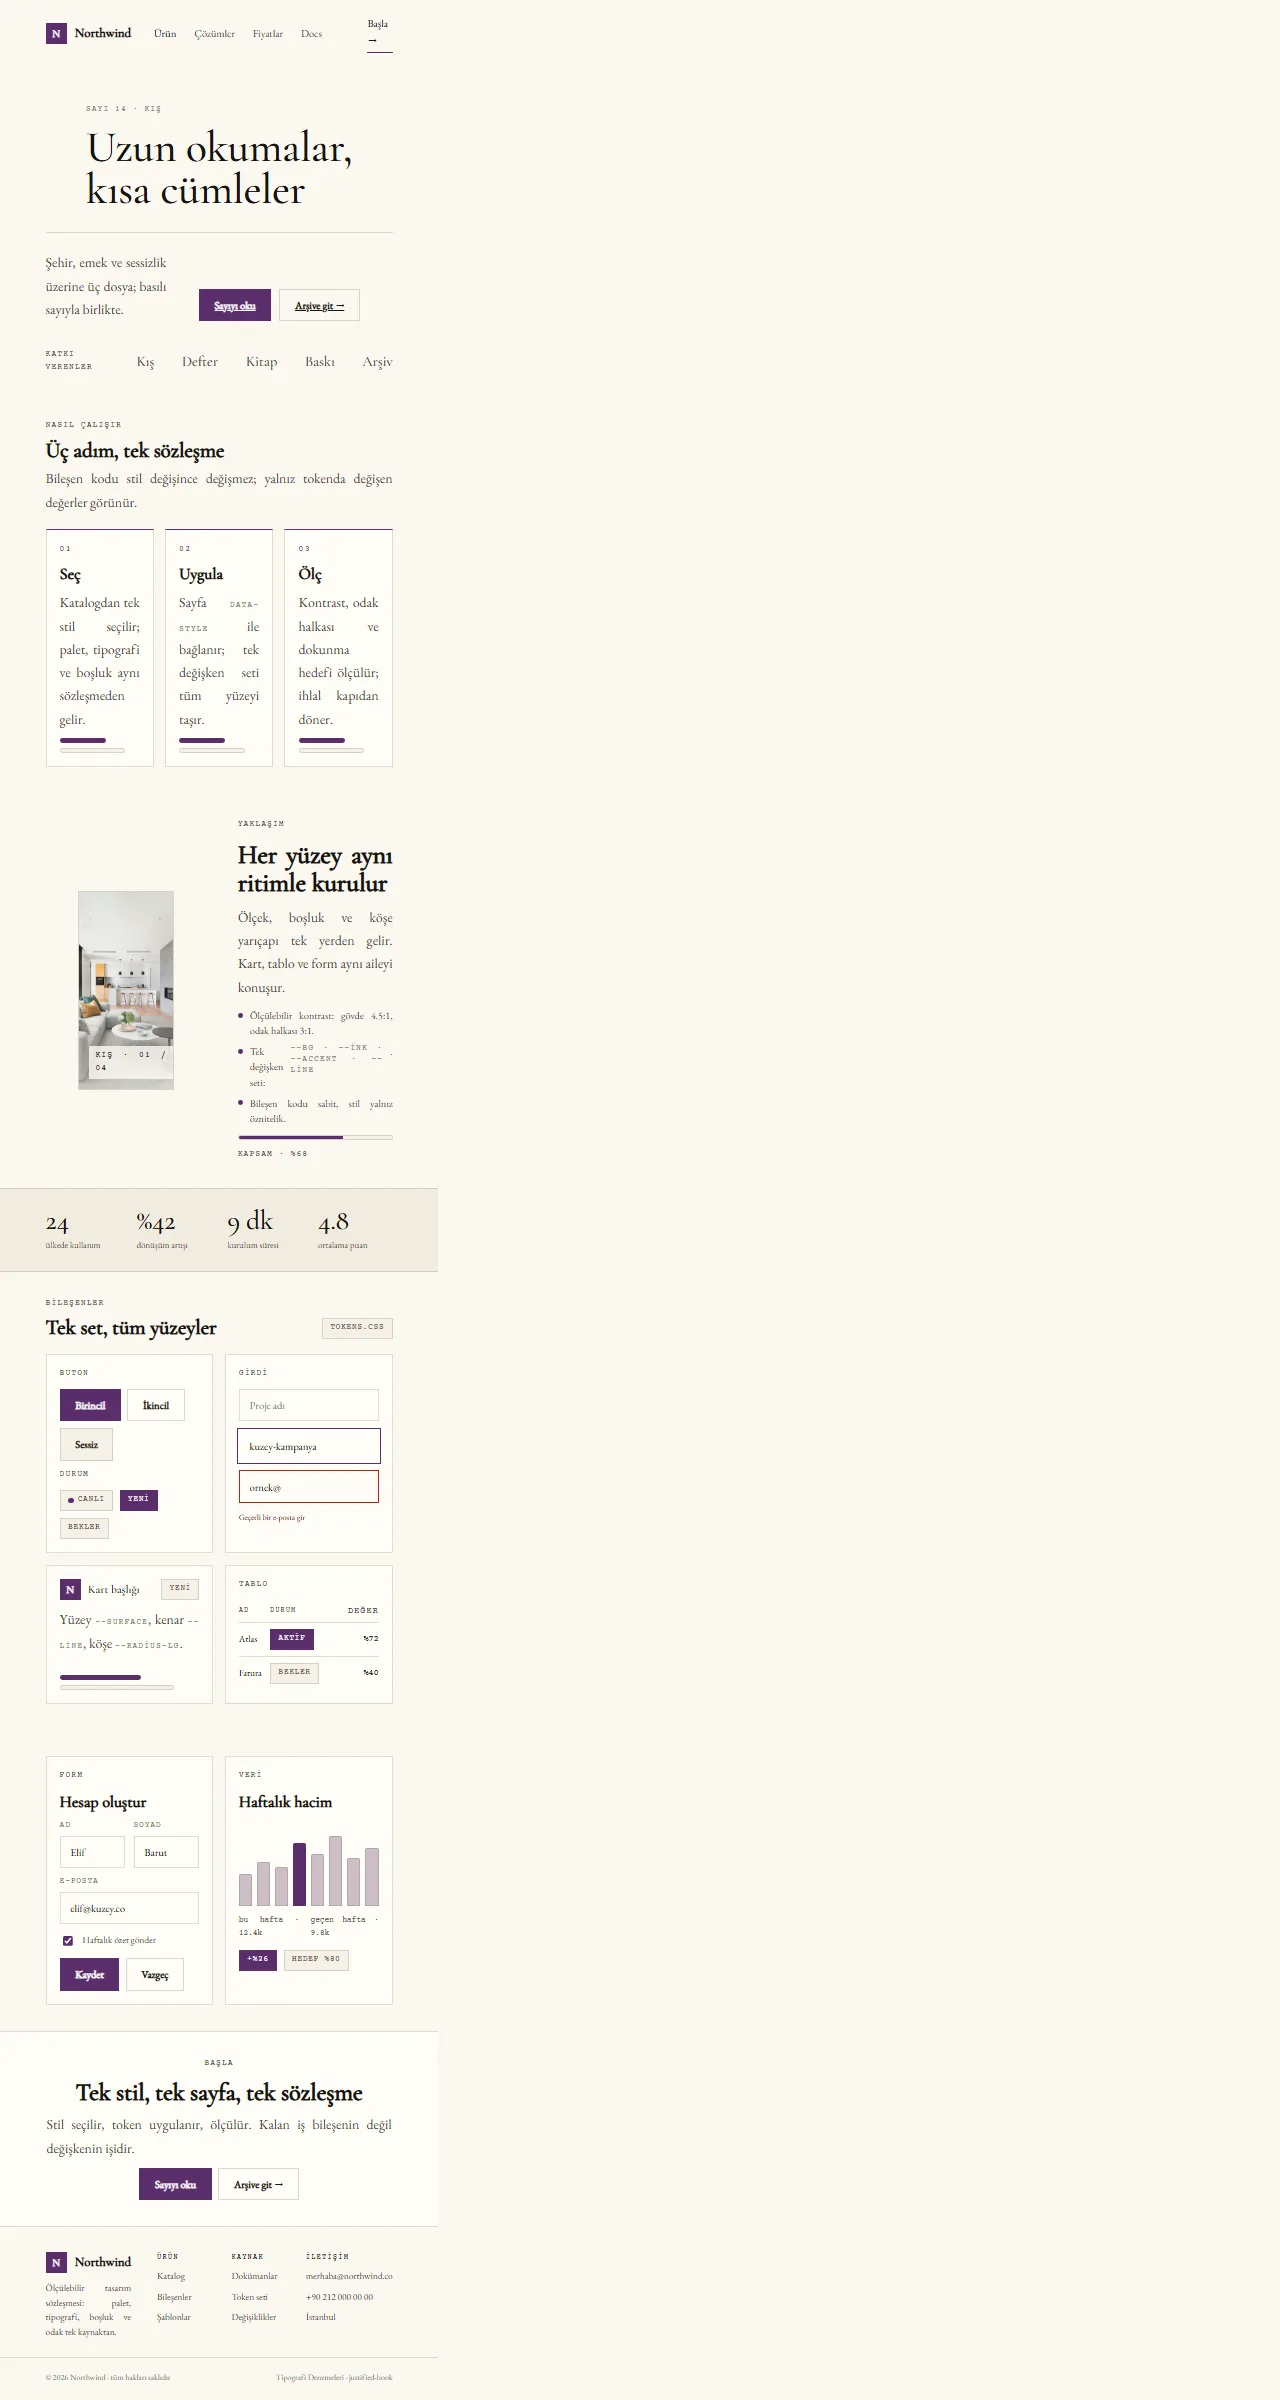 N Northwind Ürün Çözümler Fiyatlar Docs Başla →
SAYI 14 · KIŞ
Uzun okumalar,
kısa cümleler
Şehir, emek ve sessizlik
üzerine üç dosya; basılı
sayıyla birlikte.
Sayıyı oku Arşive git →
KATKI
VERENLER
Kış Defter Kitap Baskı Arşiv
NASIL ÇALIŞIR
Üç adım, tek sözleşme
Bileşen kodu stil değişince değişmez; yalnız tokenda değişen
değerler görünür.
01
Seç
Katalogdan tek
stil seçilir;
palet, tipografi
ve boşluk aynı
sözleşmeden
gelir.
02
Uygula
Sayfa DATA-
STYLE ile
bağlanır; tek
değişken seti
tüm yüzeyi
taşır.
03
Ölç
Kontrast, odak
halkası ve
dokunma
hedefi ölçülür;
ihlal kapıdan
döner.
KIŞ · 01 /
04
YAKLAŞIM
Her yüzey aynı
ritimle kurulur
Ölçek, boşluk ve köşe
yarıçapı tek yerden gelir.
Kart, tablo ve form aynı aileyi
konuşur.
Ölçülebilir kontrast: gövde 4.5:1,
odak halkası 3:1.
Tek
değişken
seti:
--BG · --İNK ·
--ACCENT · --
LİNE
.
Bileşen kodu sabit, stil yalnız
öznitelik.
KAPSAM · %68
24
ülkede kullanım
%42
dönüşüm artışı
9 dk
kurulum süresi
4.8
ortalama puan
BİLEŞENLER
Tek set, tüm yüzeyler
TOKENS.CSS
BUTON
Birincil İkincil
Sessiz
DURUM
CANLI YENİ
BEKLER
GİRDİ
Proje adı
kuzey-kampanya
ornek@
Geçerli bir e-posta gir
N Kart başlığı YENİ
Yüzey --SURFACE, kenar --
LİNE, köşe --RADİUS-LG.
TABLO
AD DURUM DEĞER
Atlas AKTİF %72
Fatura BEKLER %40
FORM
Hesap oluştur
AD SOYAD
Elif Barut
E-POSTA
elif@kuzey.co
Haftalık özet gönder
Kaydet Vazgeç
VERİ
Haftalık hacim
bu hafta ·
12.4k
geçen hafta ·
9.8k
+%26 HEDEF %80
BAŞLA
Tek stil, tek sayfa, tek sözleşme
Stil seçilir, token uygulanır, ölçülür. Kalan iş bileşenin değil
değişkenin işidir.
Sayıyı oku Arşive git →
N Northwind
Ölçülebilir tasarım
sözleşmesi: palet,
tipografi, boşluk ve
odak tek kaynaktan.
ÜRÜN
Katalog
Bileşenler
Şablonlar
KAYNAK
Dokümanlar
Token seti
Değişiklikler
İLETİŞİM
merhaba@northwind.co
+90 212 000 00 00
İstanbul
© 2026 Northwind · tüm hakları saklıdır
Tipografi Denemeleri · justified-book